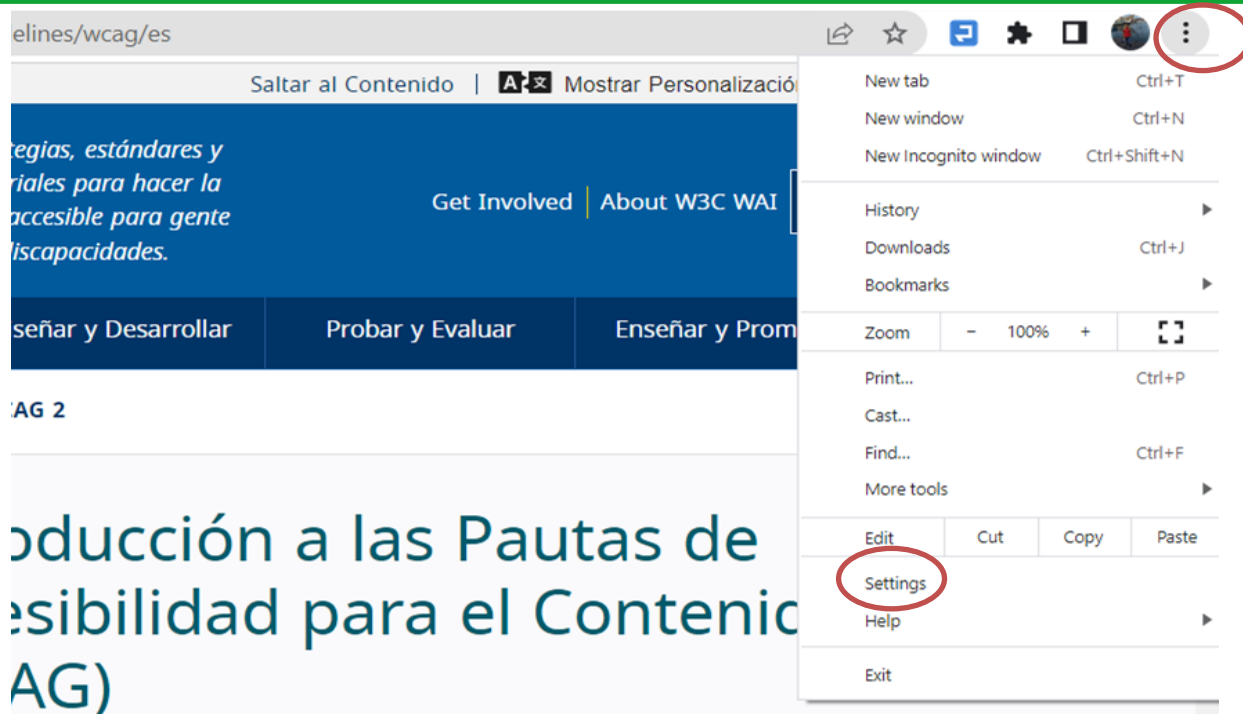 elines/wcag/es
Saltar al Contenido | Mostrar Personalizació
tegias, estándares y
riales para hacer la
accesible para gente
discapacidades.
Get Involved
About W3C WAI
señar y Desarrollar
Probar y Evaluar
Enseñar y Prom
CAG 2
oducción a las Pautas de
esibilidad para el Contenic
AG)
New tab Ctrl+T
New window Ctrl+N
New Incognito window Ctrl+Shift+N
History
Downloads Ctrl+J
Bookmarks
Zoom - 100% +
Print... Ctrl+P
Cast...
Find... Ctrl+F
More tools
Edit Cut Copy Paste
Settings
Help
Exit